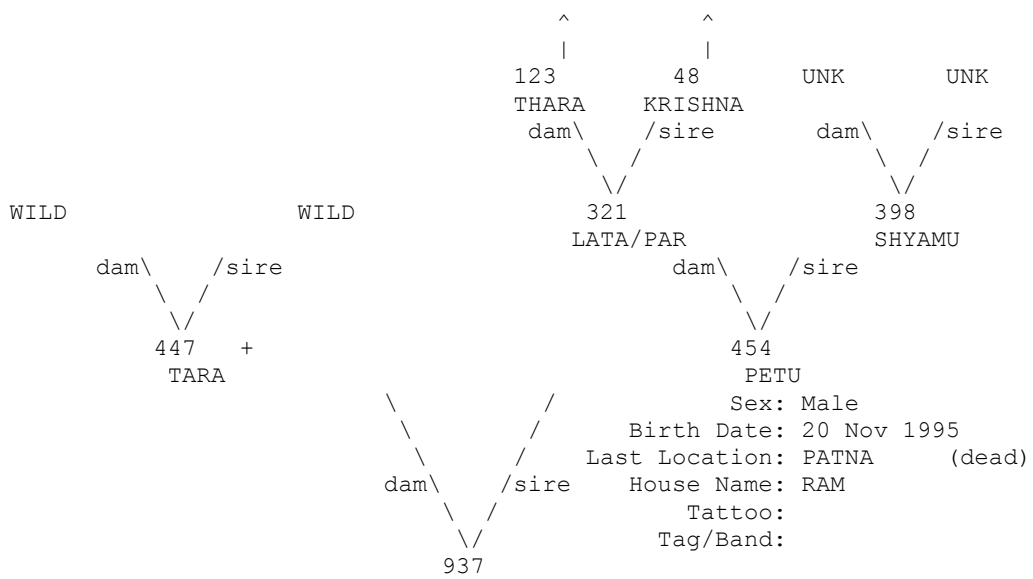 ^ ^
| |
123 48 UNK UNK
THARA KRISHNA
dam\ /sire dam\ /sire
\ / \ /
\/ \/
WILD WILD 321 398
LATA/PAR SHYAMU
dam\ /sire dam\ /sire
\ / \ /
\/ \/
447 + 454
TARA PETU
\ / Sex: Male
\ / Birth Date: 20 Nov 1995
\ / Last Location: PATNA (dead)
dam\ /sire House Name: RAM
\ / Tattoo:
\/ Tag/Band:
937